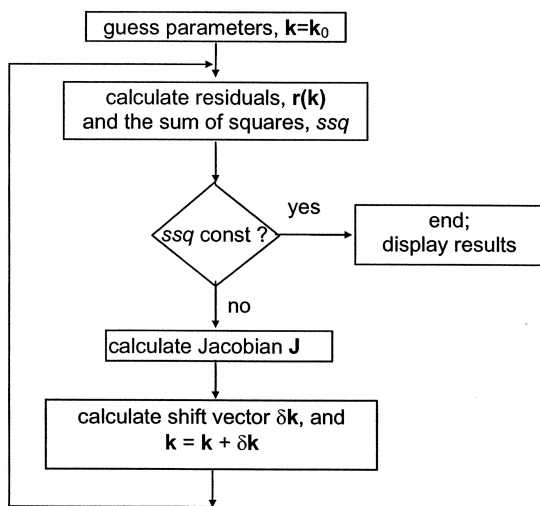 guess parameters, k=k₀
calculate residuals, r(k)
and the sum of squares, ssq
yes
ssq const ?
end;
display results
no
calculate Jacobian J
calculate shift vector δk, and
k = k + δk